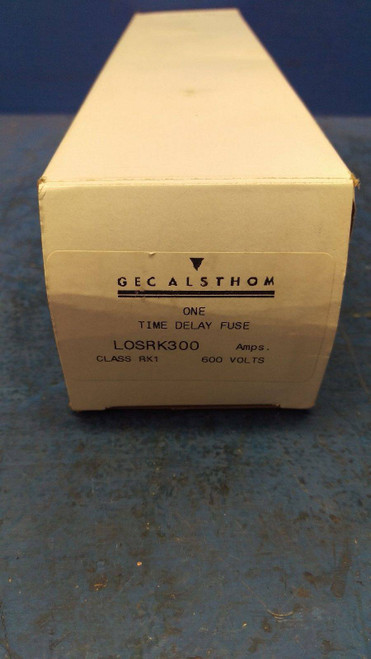 GEC ALSTHOM
ONE
TIME DELAY FUSE
LOSRK300 Amps.
CLASS RK1 600 VOLTS